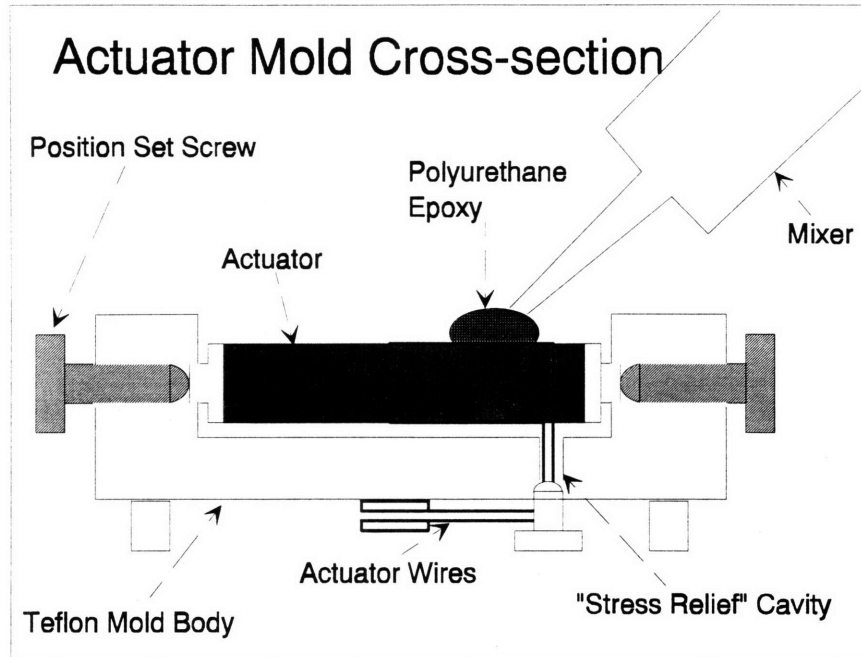 Actuator Mold Cross-section
Position Set Screw
Polyurethane
Epoxy
Mixer
Actuator
Actuator Wires
"Stress Relief" Cavity
Teflon Mold Body